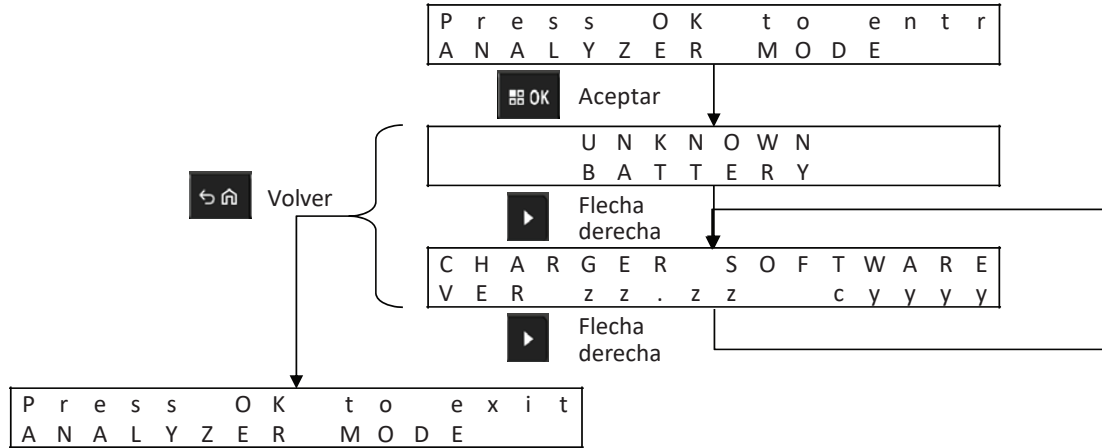 Press OK to entr
ANALYZER MODE
OK Aceptar
UNKNOWN
BATTERY
Volver
Flecha
derecha
CHARGER SOFTWARE
VER zz.zz cyyyy
Flecha
derecha
Press OK to exit
ANALYZER MODE